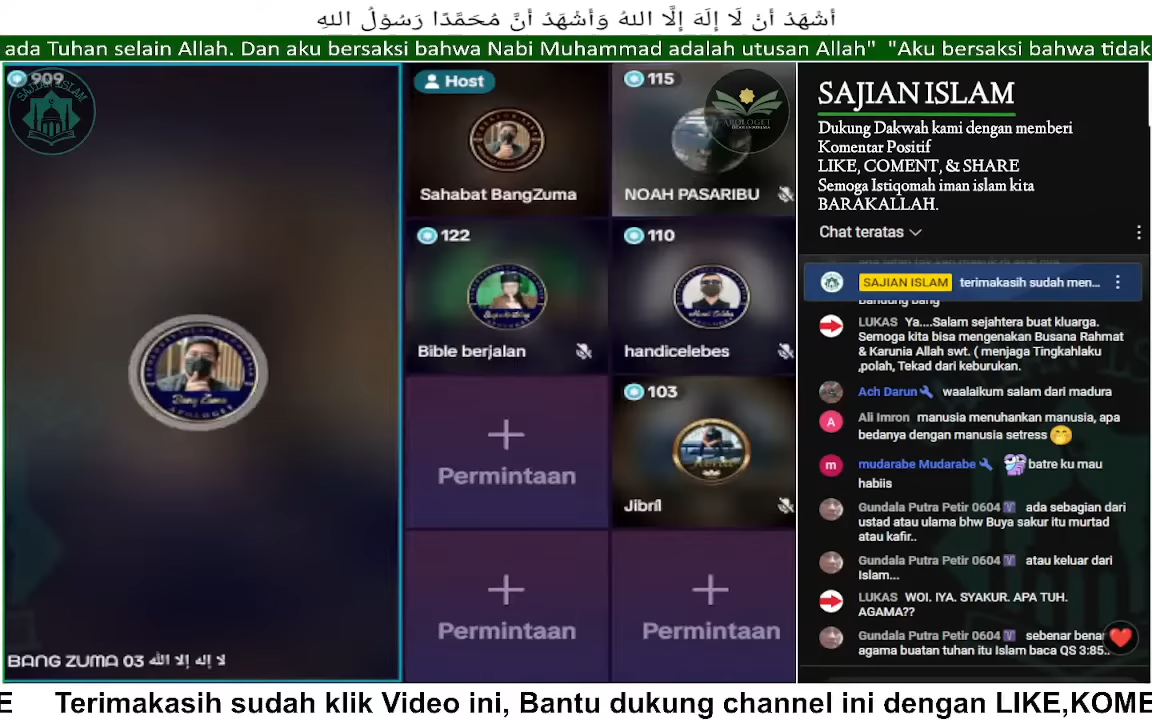 أَشْهَدُ أَنْ لَا إِلَهَ إِلَّا اللهُ وَأَشْهَدُ أَنَّ مُحَمَّدًا رَسُوْلُ اللهِ
ada Tuhan selain Allah. Dan aku bersaksi bahwa Nabi Muhammad adalah utusan Allah" "Aku bersaksi bahwa tidak
909
SAJIAN ISLAM
Bang Zuma
APOLOGET
BANG ZUMA 03 لا إله إلا الله
Host
Sahabat BangZuma
115
APOLOGET
NOAH PASARIBU
122
Bible berjalan
110
handicelebes
Permintaan
103
Jibril
Permintaan
Permintaan
SAJIAN ISLAM
Dukung Dakwah kami dengan memberi
Komentar Positif
LIKE, COMENT, & SHARE
Semoga Istiqomah iman islam kita
BARAKALLAH.
Chat teratas
SAJIAN ISLAM terimakasih sudah men...
Bandung bang
LUKAS Ya....Salam sejahtera buat kluarga.
Semoga kita bisa mengenakan Busana Rahmat
& Karunia Allah swt. ( menjaga Tingkahlaku
,polah, Tekad dari keburukan.
Ach Darun waalaikum salam dari madura
A
Ali Imron manusia menuhankan manusia, apa
bedanya dengan manusia setress 🤭
m
mudarabe Mudarabe batre ku mau
habiis
Gundala Putra Petir 0604 ada sebagian dari
ustad atau ulama bhw Buya sakur itu murtad
atau kafir..
Gundala Putra Petir 0604 atau keluar dari
Islam...
LUKAS WOI. IYA. SYAKUR. APA TUH.
AGAMA??
Gundala Putra Petir 0604 sebenar benar
agama buatan tuhan itu Islam baca QS 3:85..
E Terimakasih sudah klik Video ini, Bantu dukung channel ini dengan LIKE,KOME